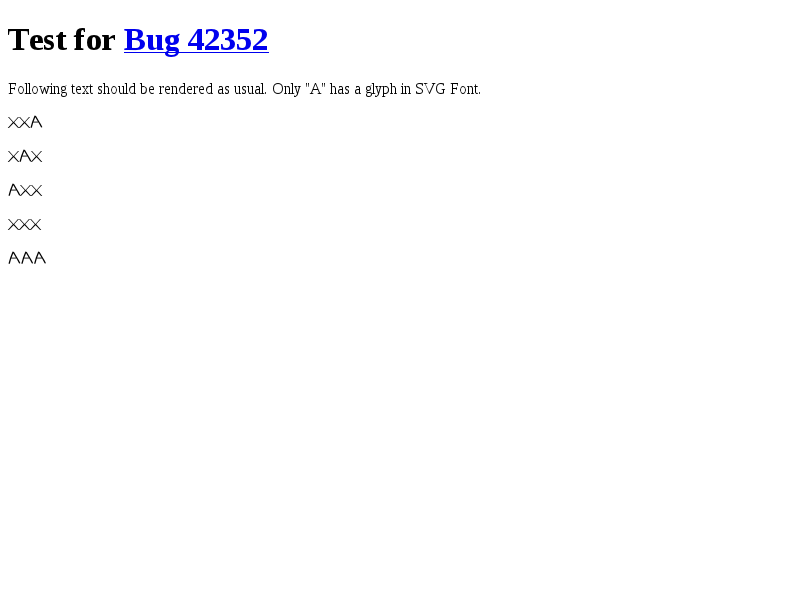 Test for Bug 42352
Following text should be rendered as usual. Only "A" has a glyph in SVG Font.
XXA
XAX
AXX
XXX
AAA